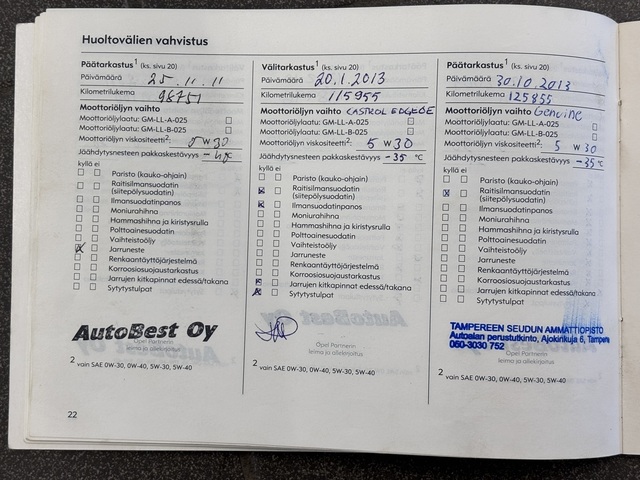 Huoltovälien vahvistus
Päätarkastus¹ (ks. sivu 20)
Päivämäärä 25.11.11
Kilometrilukema 96751
Moottoriöljyn vaihto
Moottoriöljylaatu: GM-LL-A-025
Moottoriöljylaatu: GM-LL-B-025
Moottoriöljyn viskositeetti²: 5 W 30
Jäähdytysnesteen pakkaskestävyys
kyllä ei
Paristo (kauko-ohjain)
Raitisilmansuodatin
(siitepölysuodatin)
Ilmansuodatinpanos
Moniurahihna
Hammashihna ja kiristysrulla
Polttoainesuodatin
Vaihteistoöljy
Jarruneste
Renkaantäyttöjärjestelmä
Korroosiosuojaustarkastus
Jarrujen kitkapinnat edessä/takana
Sytytystulpat
AutoBest Oy
Opel Partnerin
leima ja allekirjoitus
2 vain SAE 0W-30, 0W-40, 5W-30, 5W-40
22
Välitarkastus¹ (ks. sivu 20)
Päivämäärä 20.1.2013
Kilometrilukema 115955
Moottoriöljyn vaihto CASTROL EDGE
Moottoriöljylaatu: GM-LL-A-025
Moottoriöljylaatu: GM-LL-B-025
Moottoriöljyn viskositeetti²: 5 W 30
Jäähdytysnesteen pakkaskestävyys -35 °C
kyllä ei
Paristo (kauko-ohjain)
Raitisilmansuodatin
(siitepölysuodatin)
Ilmansuodatinpanos
Moniurahihna
Hammashihna ja kiristysrulla
Polttoainesuodatin
Vaihteistoöljy
Jarruneste
Renkaantäyttöjärjestelmä
Korroosiosuojaustarkastus
Jarrujen kitkapinnat edessä/takana
Sytytystulpat
Opel Partnerin
leima ja allekirjoitus
2 vain SAE 0W-30, 0W-40, 5W-30, 5W-40
Päätarkastus¹ (ks. sivu 20)
Päivämäärä 30.10.2013
Kilometrilukema 125855
Moottoriöljyn vaihto Genuine
Moottoriöljylaatu: GM-LL-A-025
Moottoriöljylaatu: GM-LL-B-025
Moottoriöljyn viskositeetti²: 5 W 30
Jäähdytysnesteen pakkaskestävyys -35 °C
kyllä ei
Paristo (kauko-ohjain)
Raitisilmansuodatin
(siitepölysuodatin)
Ilmansuodatinpanos
Moniurahihna
Hammashihna ja kiristysrulla
Polttoainesuodatin
Vaihteistoöljy
Jarruneste
Renkaantäyttöjärjestelmä
Korroosiosuojaustarkastus
Jarrujen kitkapinnat edessä/takana
Sytytystulpat
TAMPEREEN SEUDUN AMMATTIOPISTO
Autoalan perustutkinto, Ajokinkuja 6, Tampere
050-3030 752
Opel Partnerin
leima ja allekirjoitus
2 vain SAE 0W-30, 0W-40, 5W-30, 5W-40